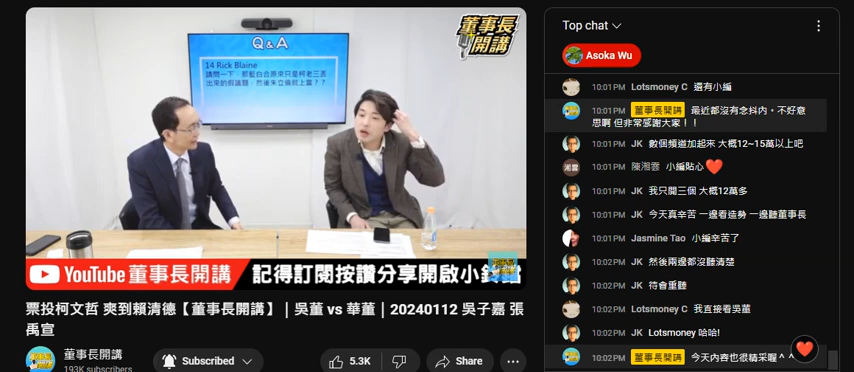 董事長
開講
Q & A
14 Rick Blaine
請問一下，那藍白合原來只是柯老三丟
出來的假議題，然後朱立倫就上當？？
YouTube 董事長開講
記得訂閱按讚分享開啟小鈴鐺
票投柯文哲 爽到賴清德【董事長開講】｜吳董 vs 華董｜20240112 吳子嘉 張
禹宣
董事長開講
193K subscribers
Subscribed
5.3K
Share
Top chat
Asoka Wu
10:01 PM Lotsmoney C 還有小編
10:01 PM 董事長開講 最近都沒有念抖內，不好意
思啊 但非常感謝大家！！
10:01 PM JK 數個頻道加起來 大概12~15萬以上吧
10:01 PM 陳湘雲 小編貼心❤️
10:01 PM JK 我只開三個 大概12萬多
10:01 PM JK 今天真辛苦 一邊看造勢 一邊聽董事長
10:01 PM Jasmine Tao 小編辛苦了
10:02 PM JK 然後兩邊都沒聽清楚
10:02 PM JK 待會重聽
10:02 PM Lotsmoney C 我直接看吳董
10:02 PM JK Lotsmoney 哈哈!
10:02 PM 董事長開講 今天內容也很精采喔^ ^